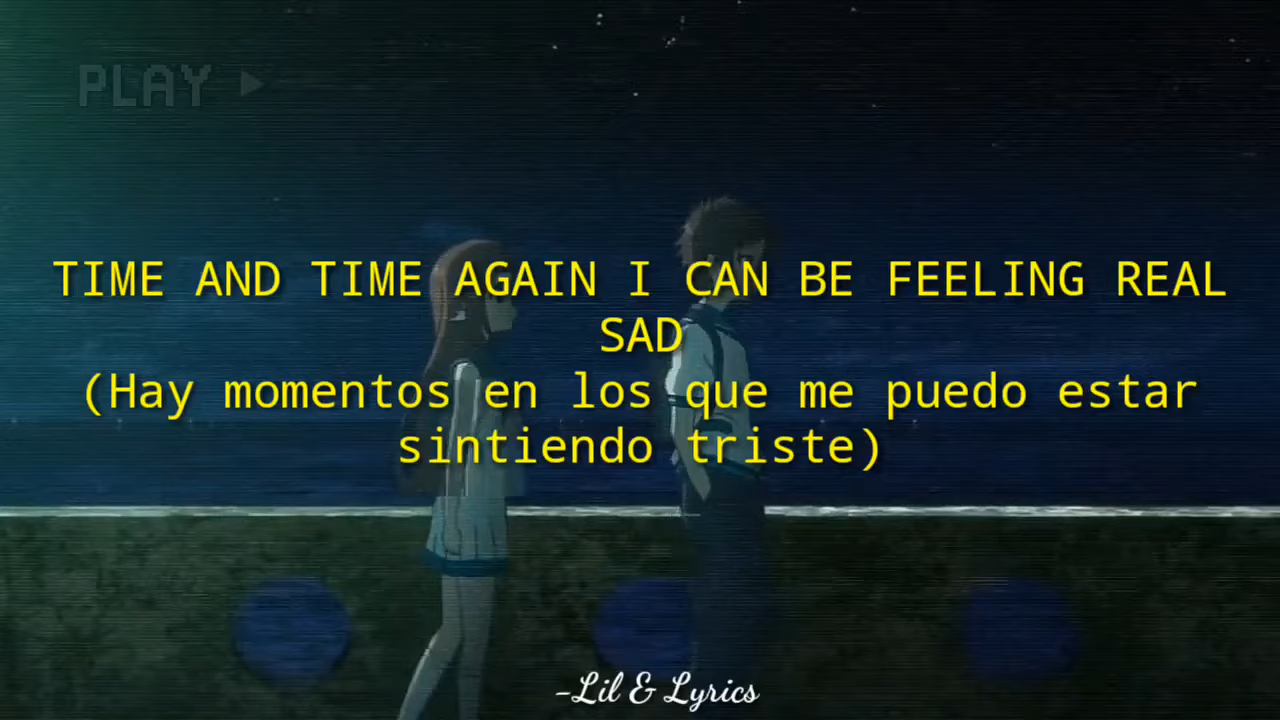 PLAY
TIME AND TIME AGAIN I CAN BE FEELING REAL
SAD
(Hay momentos en los que me puedo estar
sintiendo triste)
-Lil & Lyrics